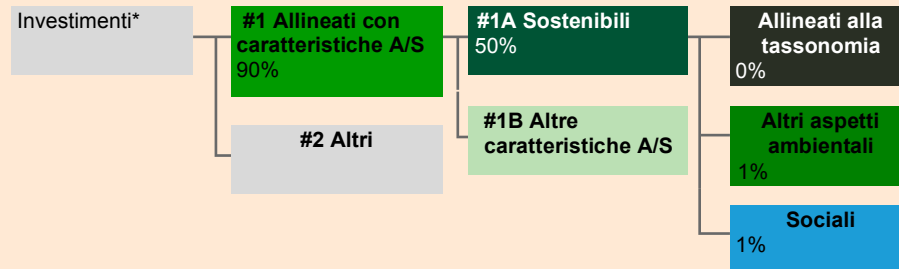 Investimenti*
#1 Allineati con
caratteristiche A/S
90%
#1A Sostenibili
50%
Allineati alla
tassonomia
0%
#2 Altri
#1B Altre
caratteristiche A/S
Altri aspetti
ambientali
1%
Sociali
1%